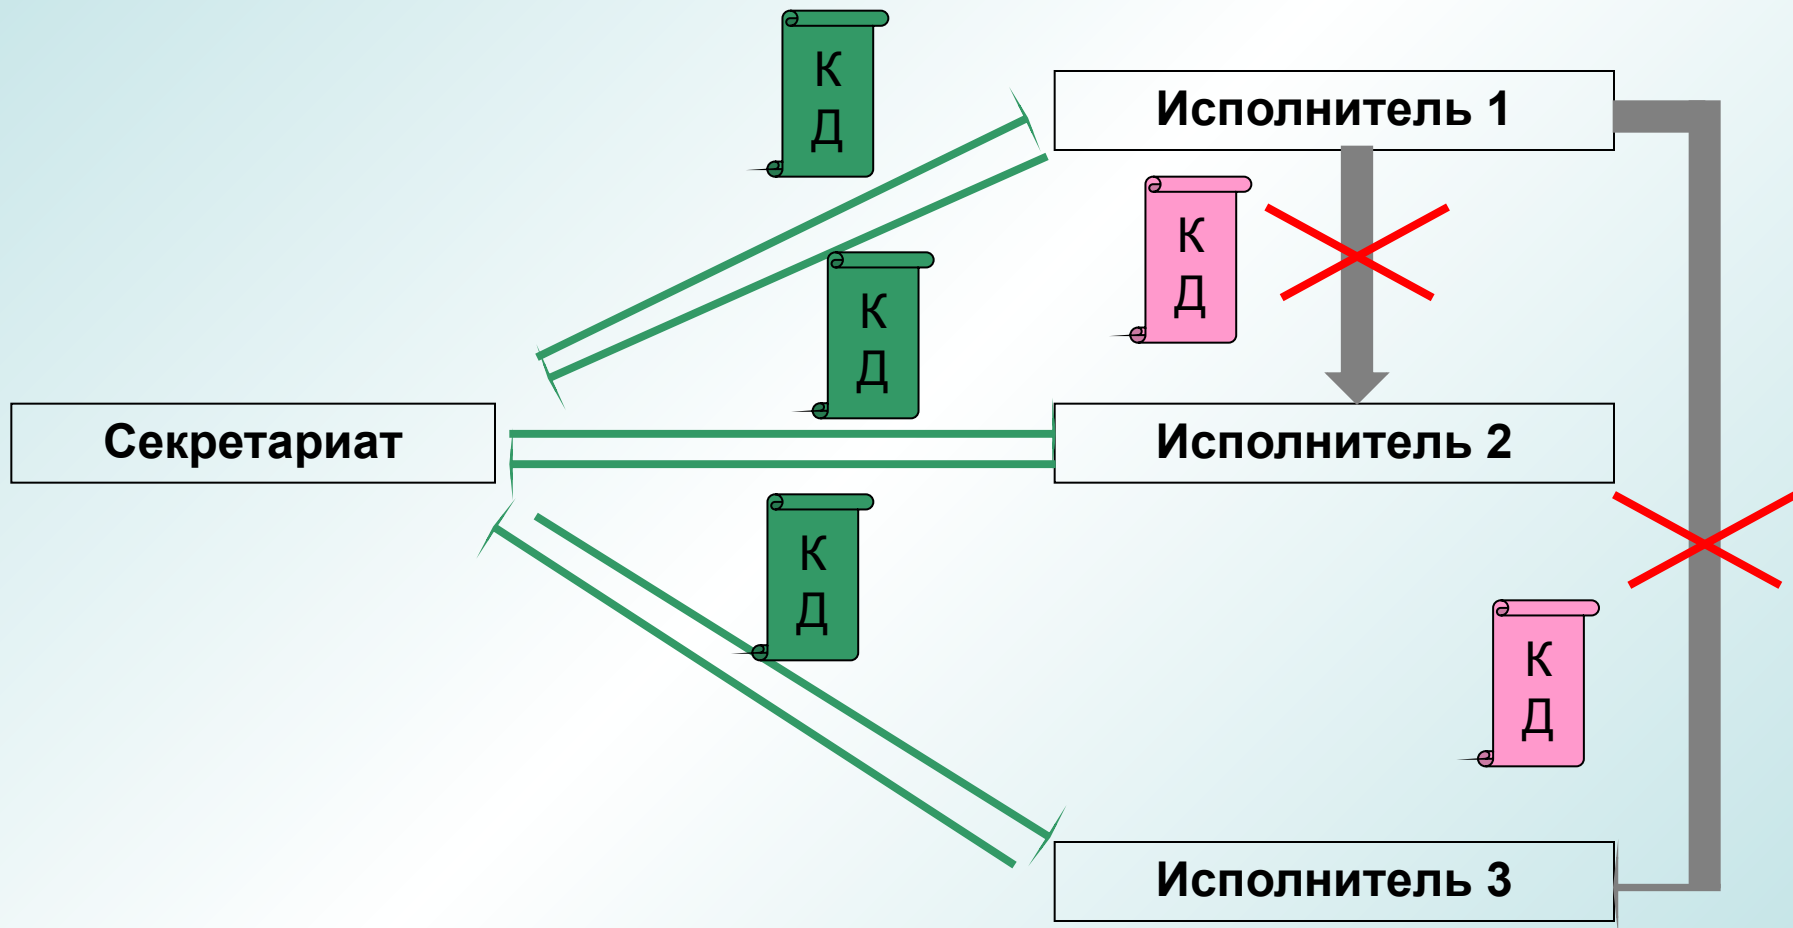 К
Д
Исполнитель 1
К
Д
К
Д
Секретариат
Исполнитель 2
К
Д
К
Д
Исполнитель 3